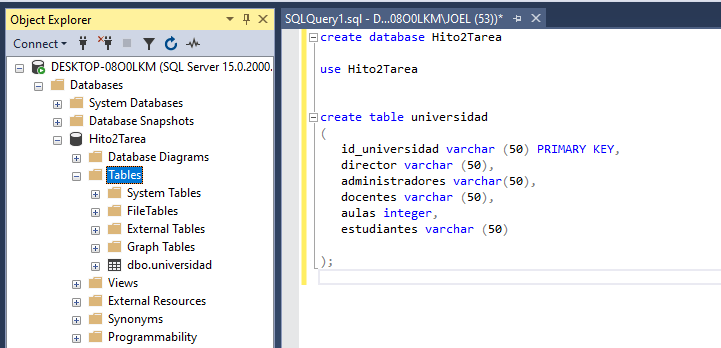 Object Explorer
Connect
DESKTOP-08O0LKM (SQL Server 15.0.2000.
Databases
System Databases
Database Snapshots
Hito2Tarea
Database Diagrams
Tables
System Tables
FileTables
External Tables
Graph Tables
dbo.universidad
Views
External Resources
Synonyms
Programmability
SQLQuery1.sql - D...08O0LKM\JOEL (53))*
create database Hito2Tarea
use Hito2Tarea
create table universidad
(
id_universidad varchar (50) PRIMARY KEY,
director varchar (50),
administradores varchar(50),
docentes varchar (50),
aulas integer,
estudiantes varchar (50)
);